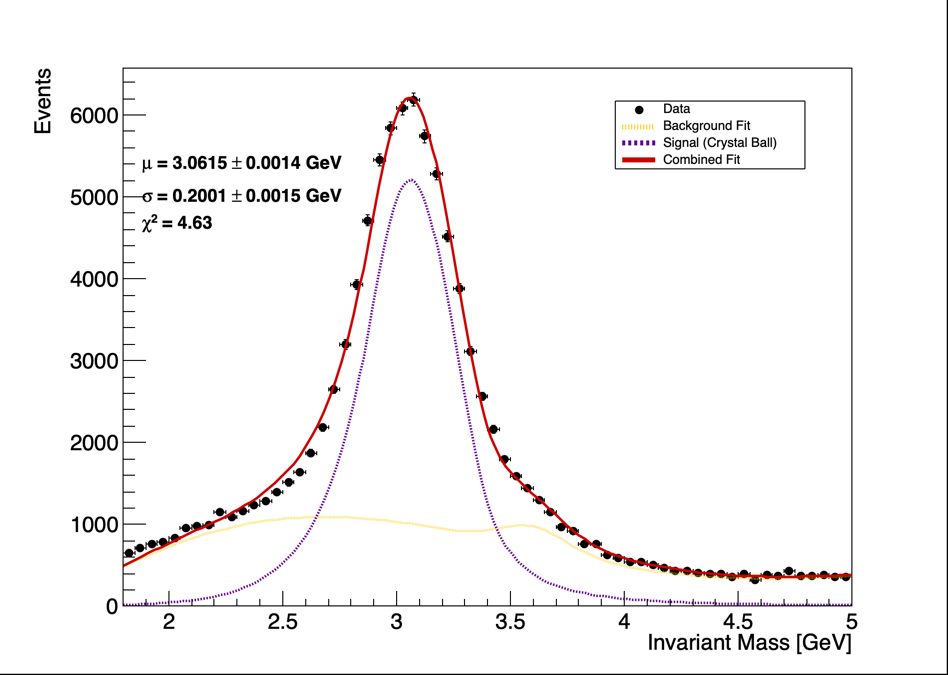 Events
6000
5000
4000
3000
2000
1000
0
μ = 3.0615 ± 0.0014 GeV
σ = 0.2001 ± 0.0015 GeV
χ² = 4.63
Data
Background Fit
Signal (Crystal Ball)
Combined Fit
2 2.5 3 3.5 4 4.5 5
Invariant Mass [GeV]